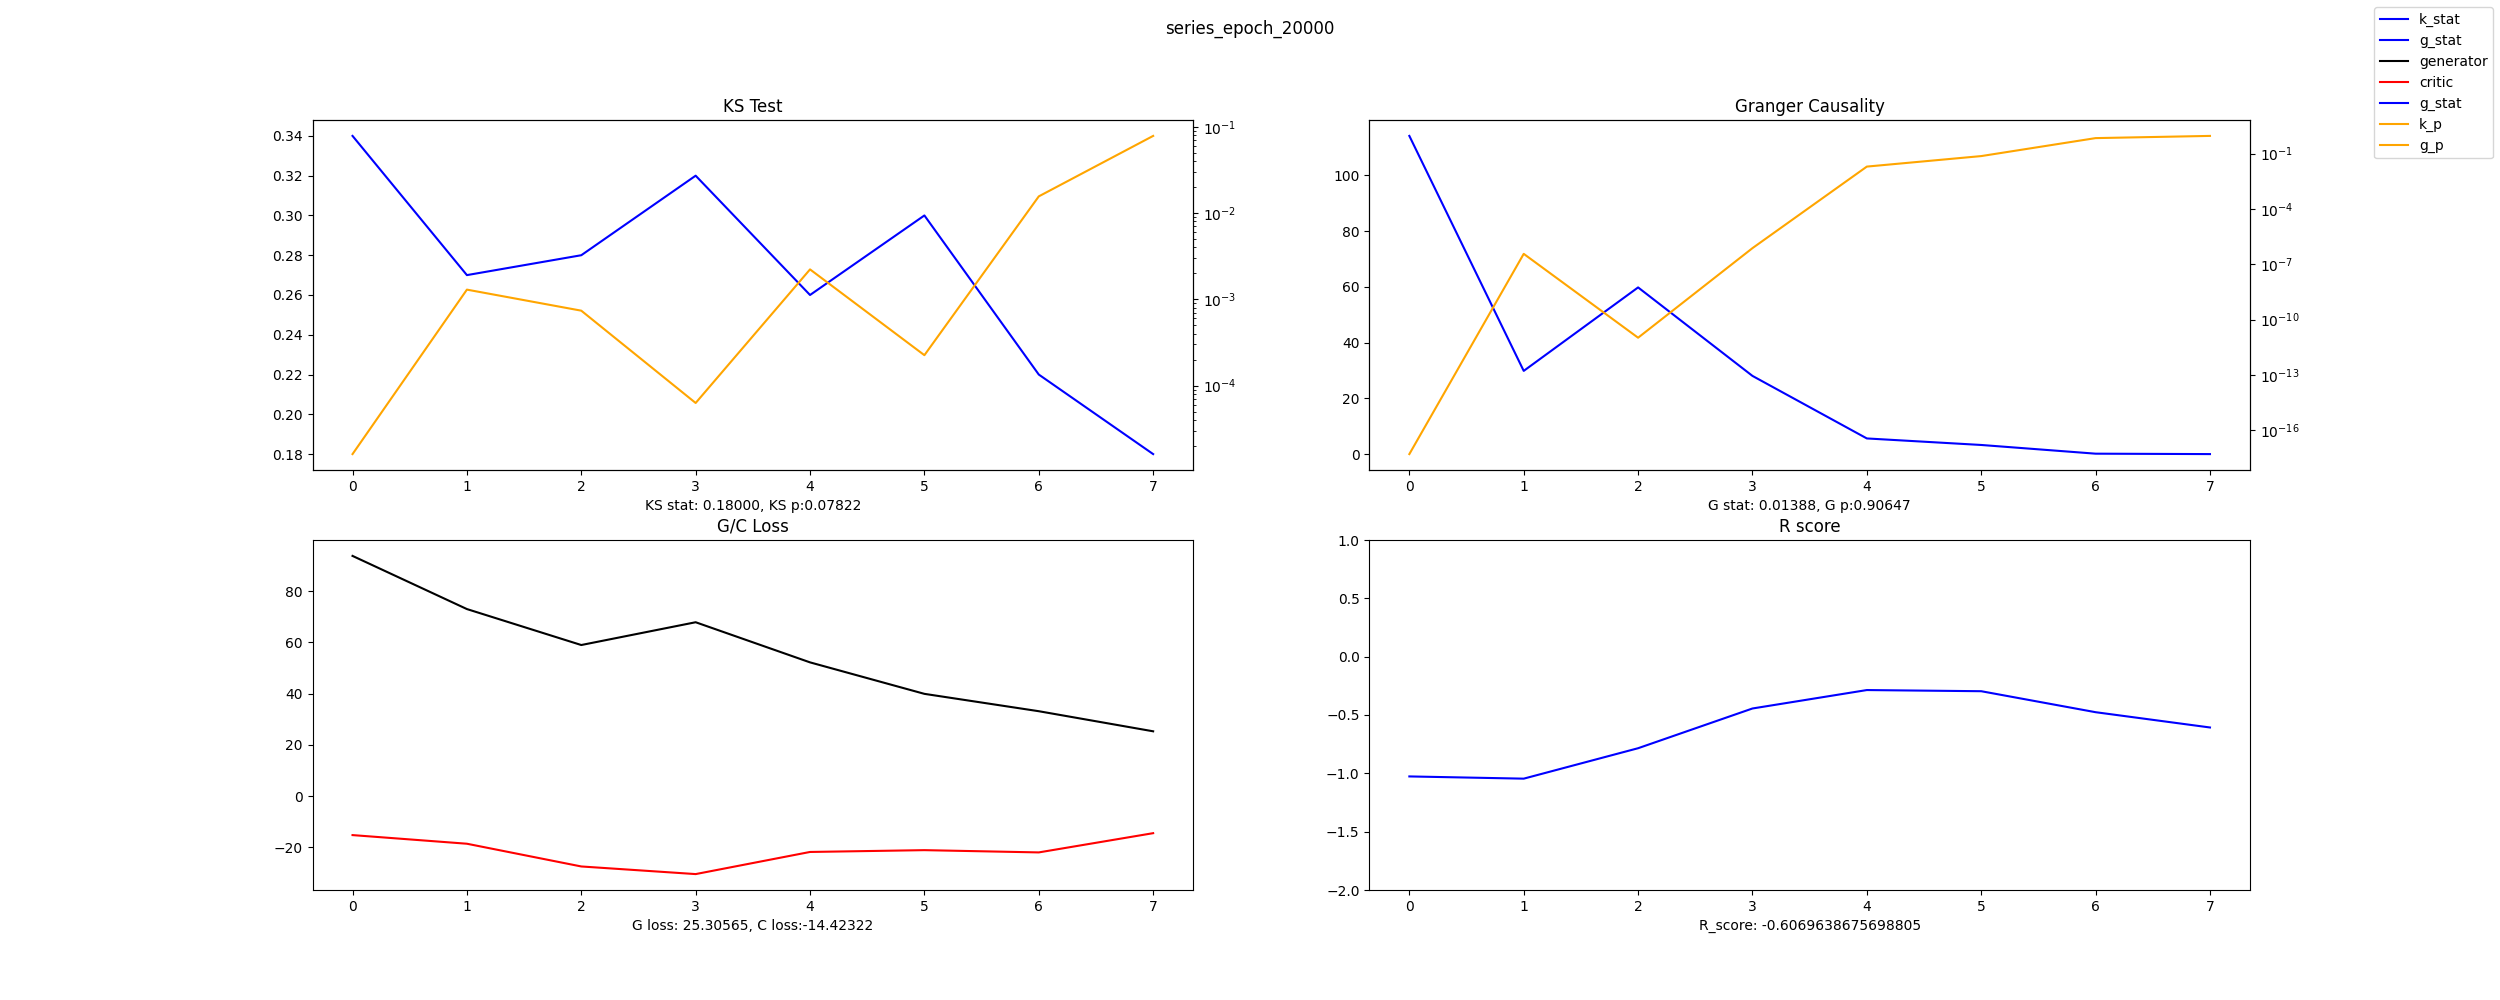 series_epoch_20000
k_stat
g_stat
generator
critic
g_stat
k_p
g_p
KS Test
0.34
0.32
0.30
0.28
0.26
0.24
0.22
0.20
0.18
10⁻¹
10⁻²
10⁻³
10⁻⁴
0 1 2 3 4 5 6 7
KS stat: 0.18000, KS p:0.07822
Granger Causality
100
80
60
40
20
0
10⁻¹
10⁻⁴
10⁻⁷
10⁻¹⁰
10⁻¹³
10⁻¹⁶
0 1 2 3 4 5 6 7
G stat: 0.01388, G p:0.90647
G/C Loss
80
60
40
20
0
−20
0 1 2 3 4 5 6 7
G loss: 25.30565, C loss:-14.42322
R score
1.0
0.5
0.0
−0.5
−1.0
−1.5
−2.0
0 1 2 3 4 5 6 7
R_score: -0.6069638675698805